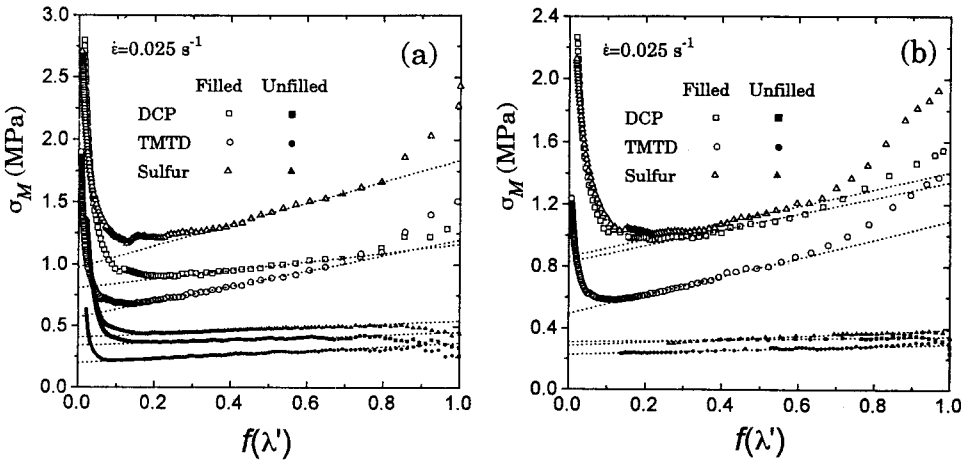 3.0
2.5
2.0
1.5
1.0
0.5
0.0
σM (MPa)
ε̇=0.025 s-1
(a)
Filled Unfilled
DCP □ ■
TMTD ○ ●
Sulfur △ ▲
0.0 0.2 0.4 0.6 0.8 1.0
f(λ')
2.4
2.0
1.6
1.2
0.8
0.4
0.0
σM (MPa)
ε̇=0.025 s-1
(b)
Filled Unfilled
DCP □ ■
TMTD ○ ●
Sulfur △ ▲
0.0 0.2 0.4 0.6 0.8 1.0
f(λ')